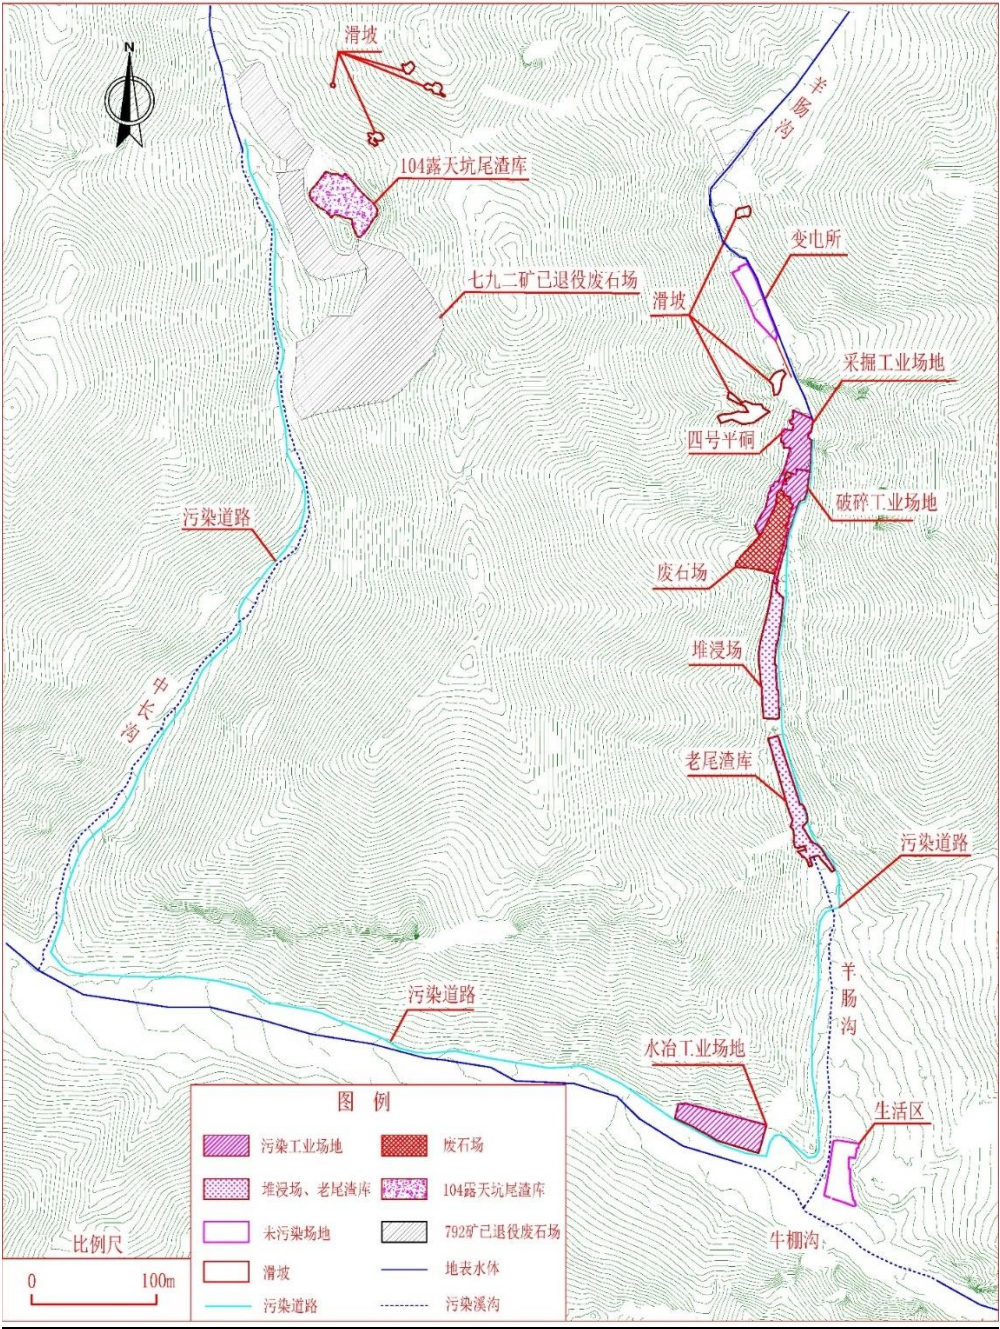 N
滑坡
羊肠沟
104露天坑尾渣库
变电所
七九二矿已退役废石场
滑坡
采掘工业场地
四号平硐
破碎工业场地
污染道路
废石场
堆浸场
中长沟
老尾渣库
污染道路
羊肠沟
污染道路
水冶工业场地
生活区
图 例
污染工业场地
废石场
堆浸场、老尾渣库
104露天坑尾渣库
未污染场地
792矿已退役废石场
滑坡
地表水体
污染道路
污染溪沟
牛棚沟
比例尺
0 100m